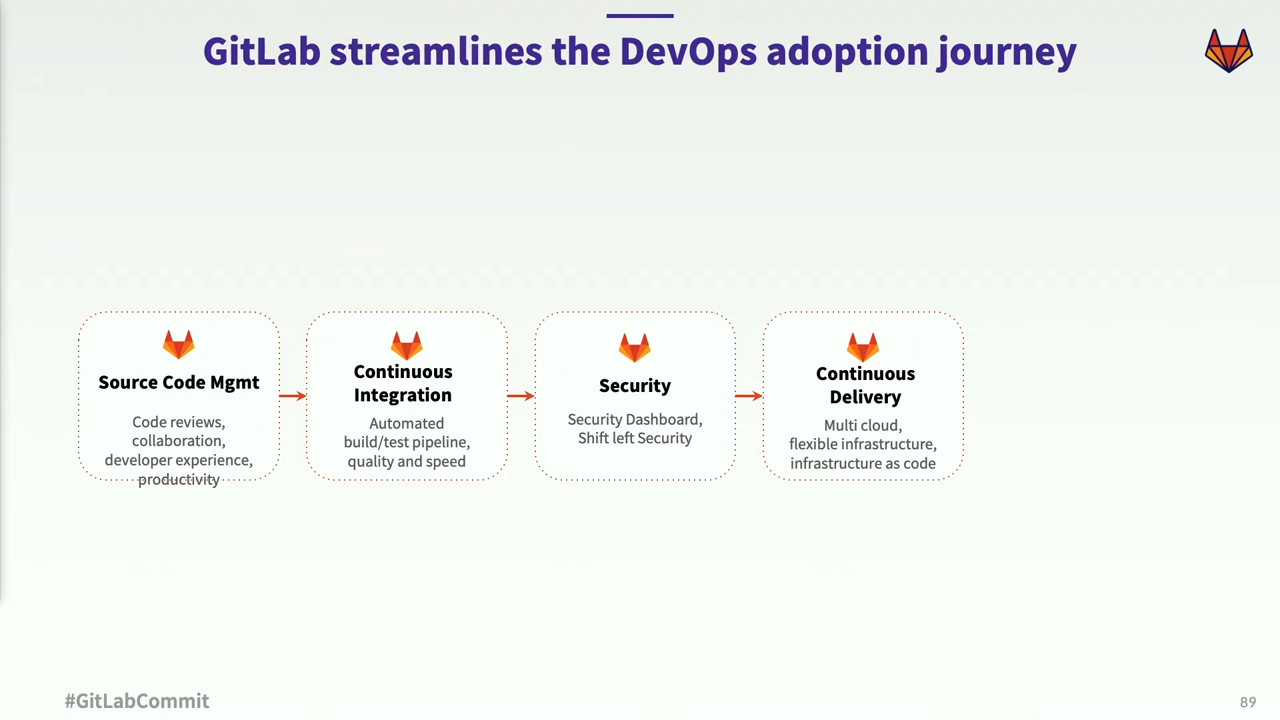 GitLab streamlines the DevOps adoption journey
Source Code Mgmt
Code reviews,
collaboration,
developer experience,
productivity
Continuous
Integration
Automated
build/test pipeline,
quality and speed
Security
Security Dashboard,
Shift left Security
Continuous
Delivery
Multi cloud,
flexible infrastructure,
infrastructure as code
#GitLabCommit
89